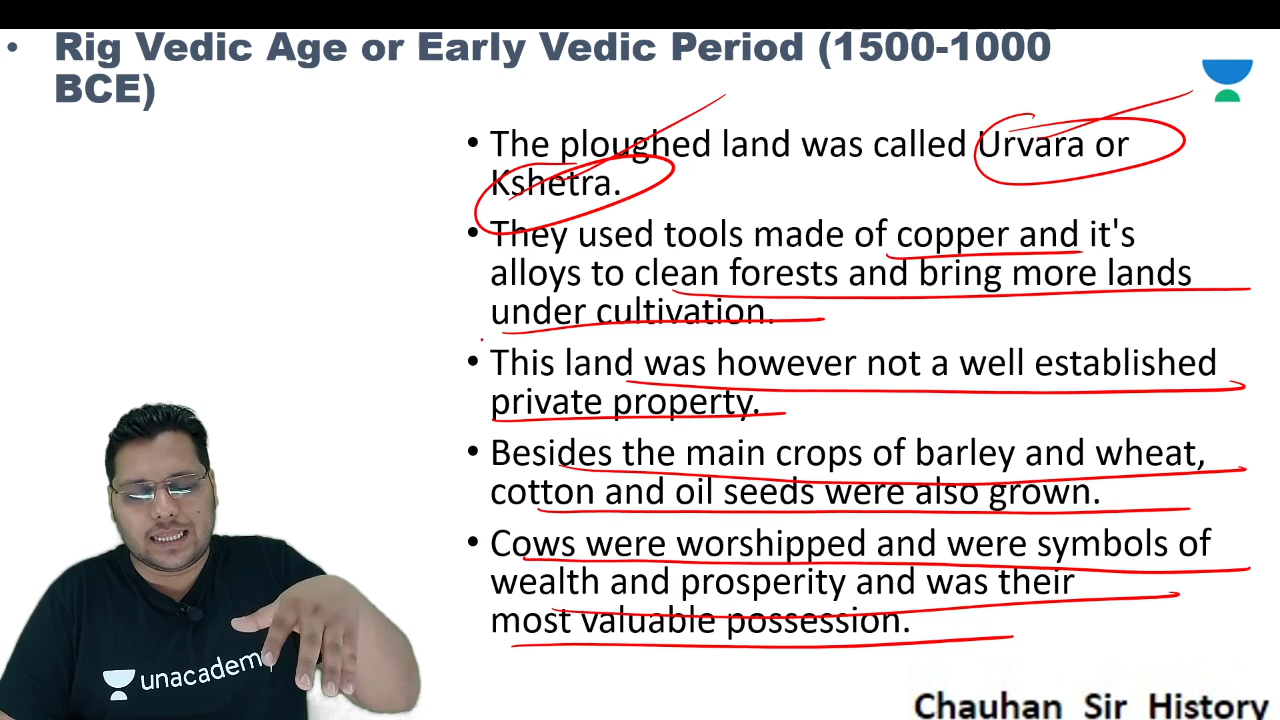 • Rig Vedic Age or Early Vedic Period (1500-1000
BCE)
• The ploughed land was called Urvara or
Kshetra.
• They used tools made of copper and it's
alloys to clean forests and bring more lands
under cultivation.
• This land was however not a well established
private property.
• Besides the main crops of barley and wheat,
cotton and oil seeds were also grown.
• Cows were worshipped and were symbols of
wealth and prosperity and was their
most valuable possession.
unacademy
Chauhan Sir History